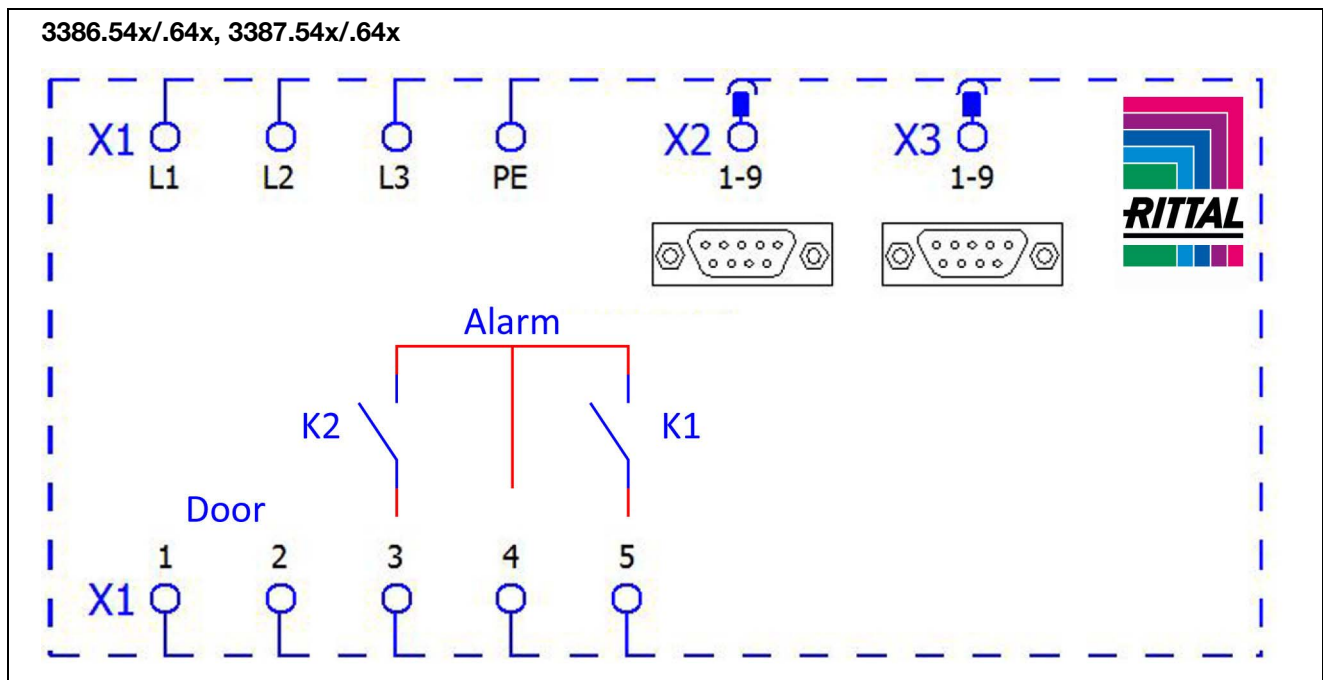 3386.54x/.64x, 3387.54x/.64x
X1 X2 X3
L1 L2 L3 PE 1-9 1-9
RITTAL
Alarm
K2 K1
Door
1 2 3 4 5
X1